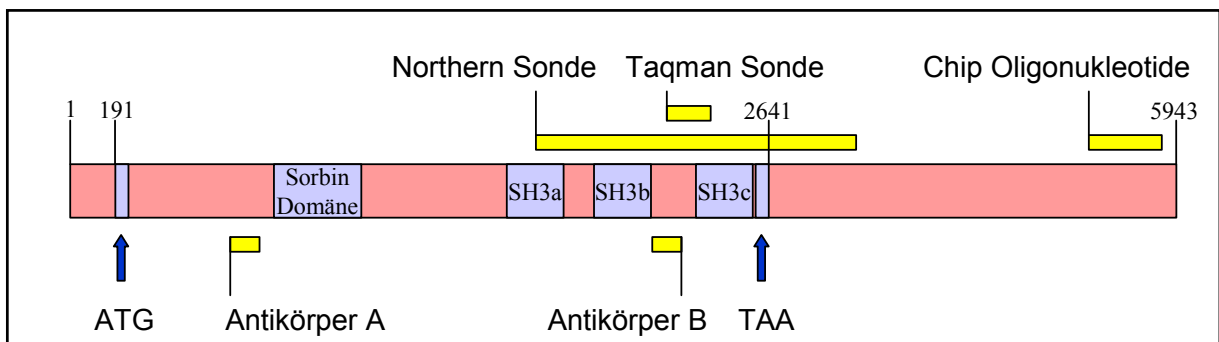 Northern Sonde Taqman Sonde Chip Oligonukleotide
1 191 2641 5943
Sorbin
Domäne
SH3a SH3b SH3c
ATG Antikörper A Antikörper B TAA